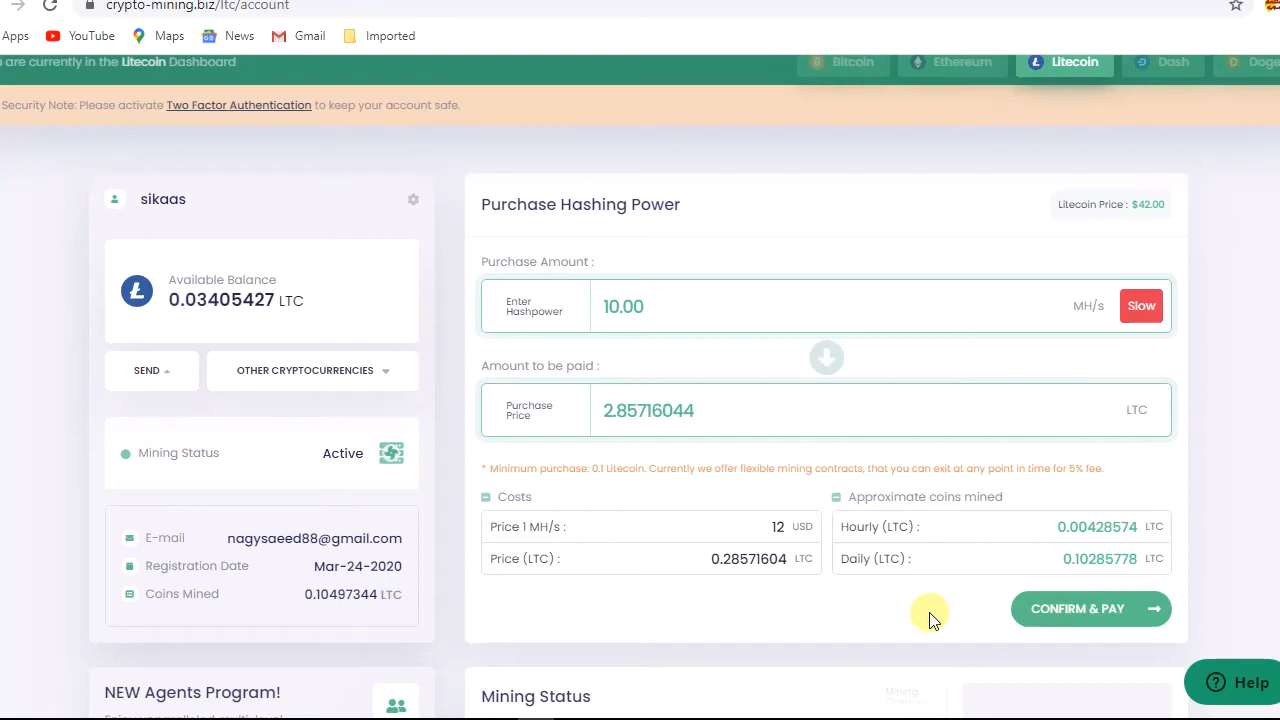 crypto-mining.biz/ltc/account
Apps YouTube Maps News Gmail Imported
are currently in the Litecoin Dashboard
Bitcoin Ethereum Litecoin Dash Doge
Security Note: Please activate Two Factor Authentication to keep your account safe.
sikaas
Available Balance
0.03405427 LTC
SEND
OTHER CRYPTOCURRENCIES
Mining Status Active
E-mail nagysaeed88@gmail.com
Registration Date Mar-24-2020
Coins Mined 0.10497344 LTC
NEW Agents Program!
Purchase Hashing Power
Litecoin Price : $42.00
Purchase Amount :
Enter
Hashpower
10.00
MH/s
Slow
Amount to be paid :
Purchase
Price
2.85716044
LTC
* Minimum purchase: 0.1 Litecoin. Currently we offer flexible mining contracts, that you can exit at any point in time for 5% fee.
Costs
Price 1 MH/s : 12 USD
Price (LTC) : 0.28571604 LTC
Approximate coins mined
Hourly (LTC) : 0.00428574 LTC
Daily (LTC) : 0.10285778 LTC
CONFIRM & PAY
Mining Status
Mining
Help